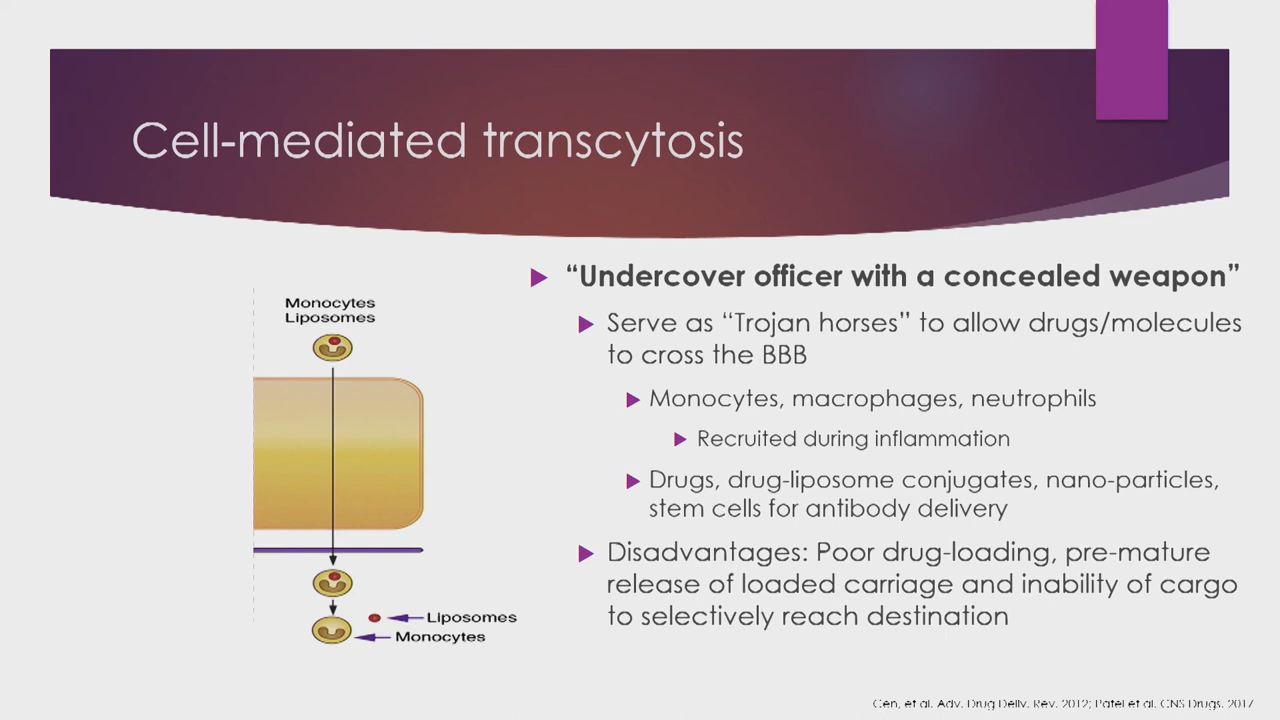 Cell-mediated transcytosis
Monocytes
Liposomes
Liposomes
Monocytes
“Undercover officer with a concealed weapon”
Serve as “Trojan horses” to allow drugs/molecules
to cross the BBB
Monocytes, macrophages, neutrophils
Recruited during inflammation
Drugs, drug-liposome conjugates, nano-particles,
stem cells for antibody delivery
Disadvantages: Poor drug-loading, pre-mature
release of loaded carriage and inability of cargo
to selectively reach destination
et al. Adv. Drug Deliv. Rev. 2012; Patel et al. CNS Drugs. 2017